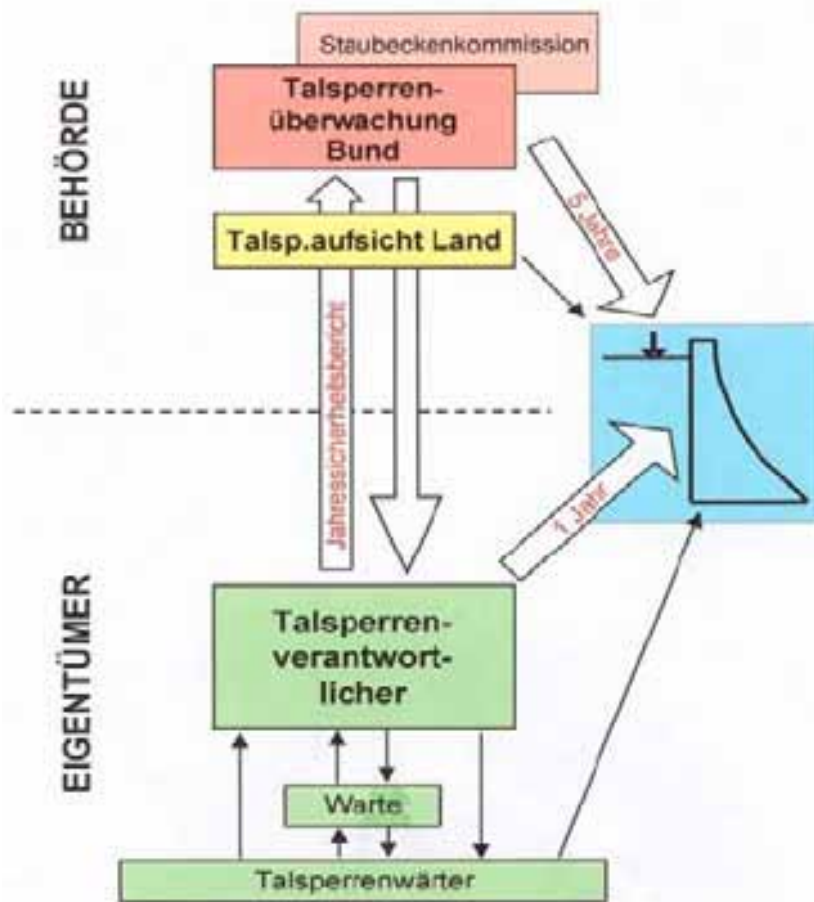 BEHÖRDE
Staubeckenkommission
Talsperren-
überwachung
Bund
Talsp.aufsicht Land
5 Jahre
Jahressicherheitsbericht
1 Jahr
EIGENTÜMER
Talsperren-
verantwort-
licher
Warte
Talsperrenwärter